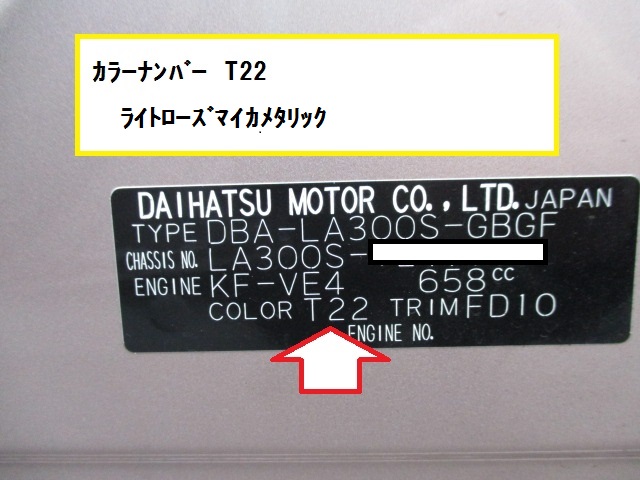 ｶﾗｰﾅﾝﾊﾞｰ T22
ﾗｲﾄﾛｰｽﾞﾏｲｶﾒﾀﾘｯｸ
DAIHATSU MOTOR CO., LTD. JAPAN
TYPE DBA-LA300S-GBGF
CHASSIS NO. LA300S-
ENGINE KF-VE4 658cc
COLOR T22 TRIM FD10
ENGINE NO.